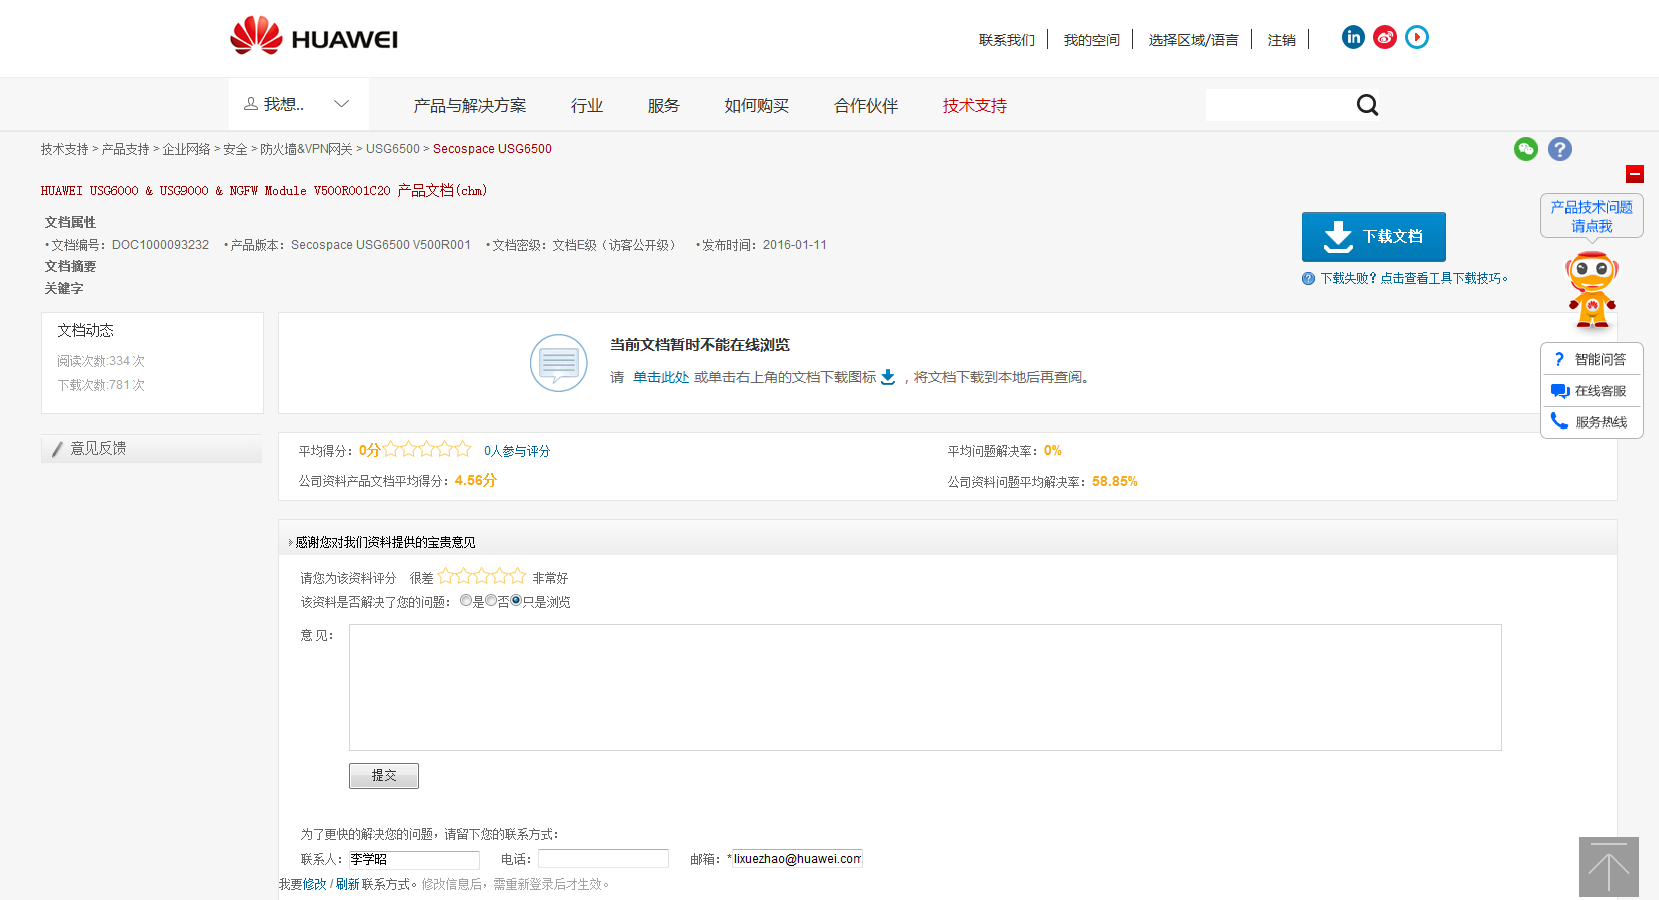 HUAWEI
联系我们 我的空间 选择区域/语言 注销
in
我想.. 产品与解决方案 行业 服务 如何购买 合作伙伴 技术支持
技术支持 > 产品支持 > 企业网络 > 安全 > 防火墙&VPN网关 > USG6500 > Secospace USG6500
?
HUAWEI USG6000 & USG9000 & NGFW Module V500R001C20 产品文档(chm)
产品技术问题
请点我
文档属性
•文档编号：DOC1000093232 •产品版本：Secospace USG6500 V500R001 •文档密级：文档E级（访客公开级） •发布时间：2016-01-11
文档摘要
关键字
下载文档
? 下载失败？点击查看工具下载技巧。
文档动态
阅读次数:334 次
下载次数:781 次
意见反馈
当前文档暂时不能在线浏览
请 单击此处 或单击右上角的文档下载图标 ，将文档下载到本地后再查阅。
? 智能问答
在线客服
服务热线
平均得分：0分 0人参与评分 平均问题解决率：0%
公司资料产品文档平均得分：4.56分 公司资料问题平均解决率：58.85%
感谢您对我们资料提供的宝贵意见
请您为该资料评分 很差 非常好
该资料是否解决了您的问题： 是 否 只是浏览
意 见：
提交
为了更快的解决您的问题，请留下您的联系方式：
联系人：李学昭 电话： 邮箱：*lixuezhao@huawei.com
我要修改 / 刷新 联系方式。修改信息后，需重新登录后才生效。